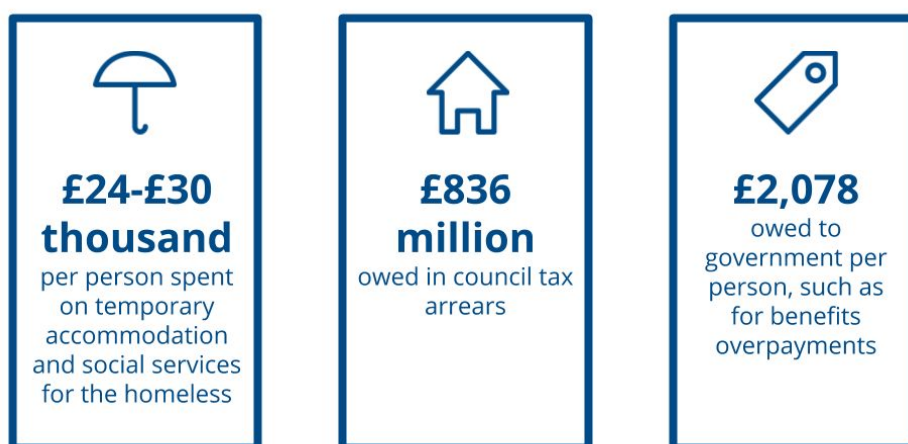 £24-£30
thousand
per person spent
on temporary
accommodation
and social services
for the homeless
£836
million
owed in council tax
arrears
£2,078
owed to
government per
person, such as
for benefits
overpayments